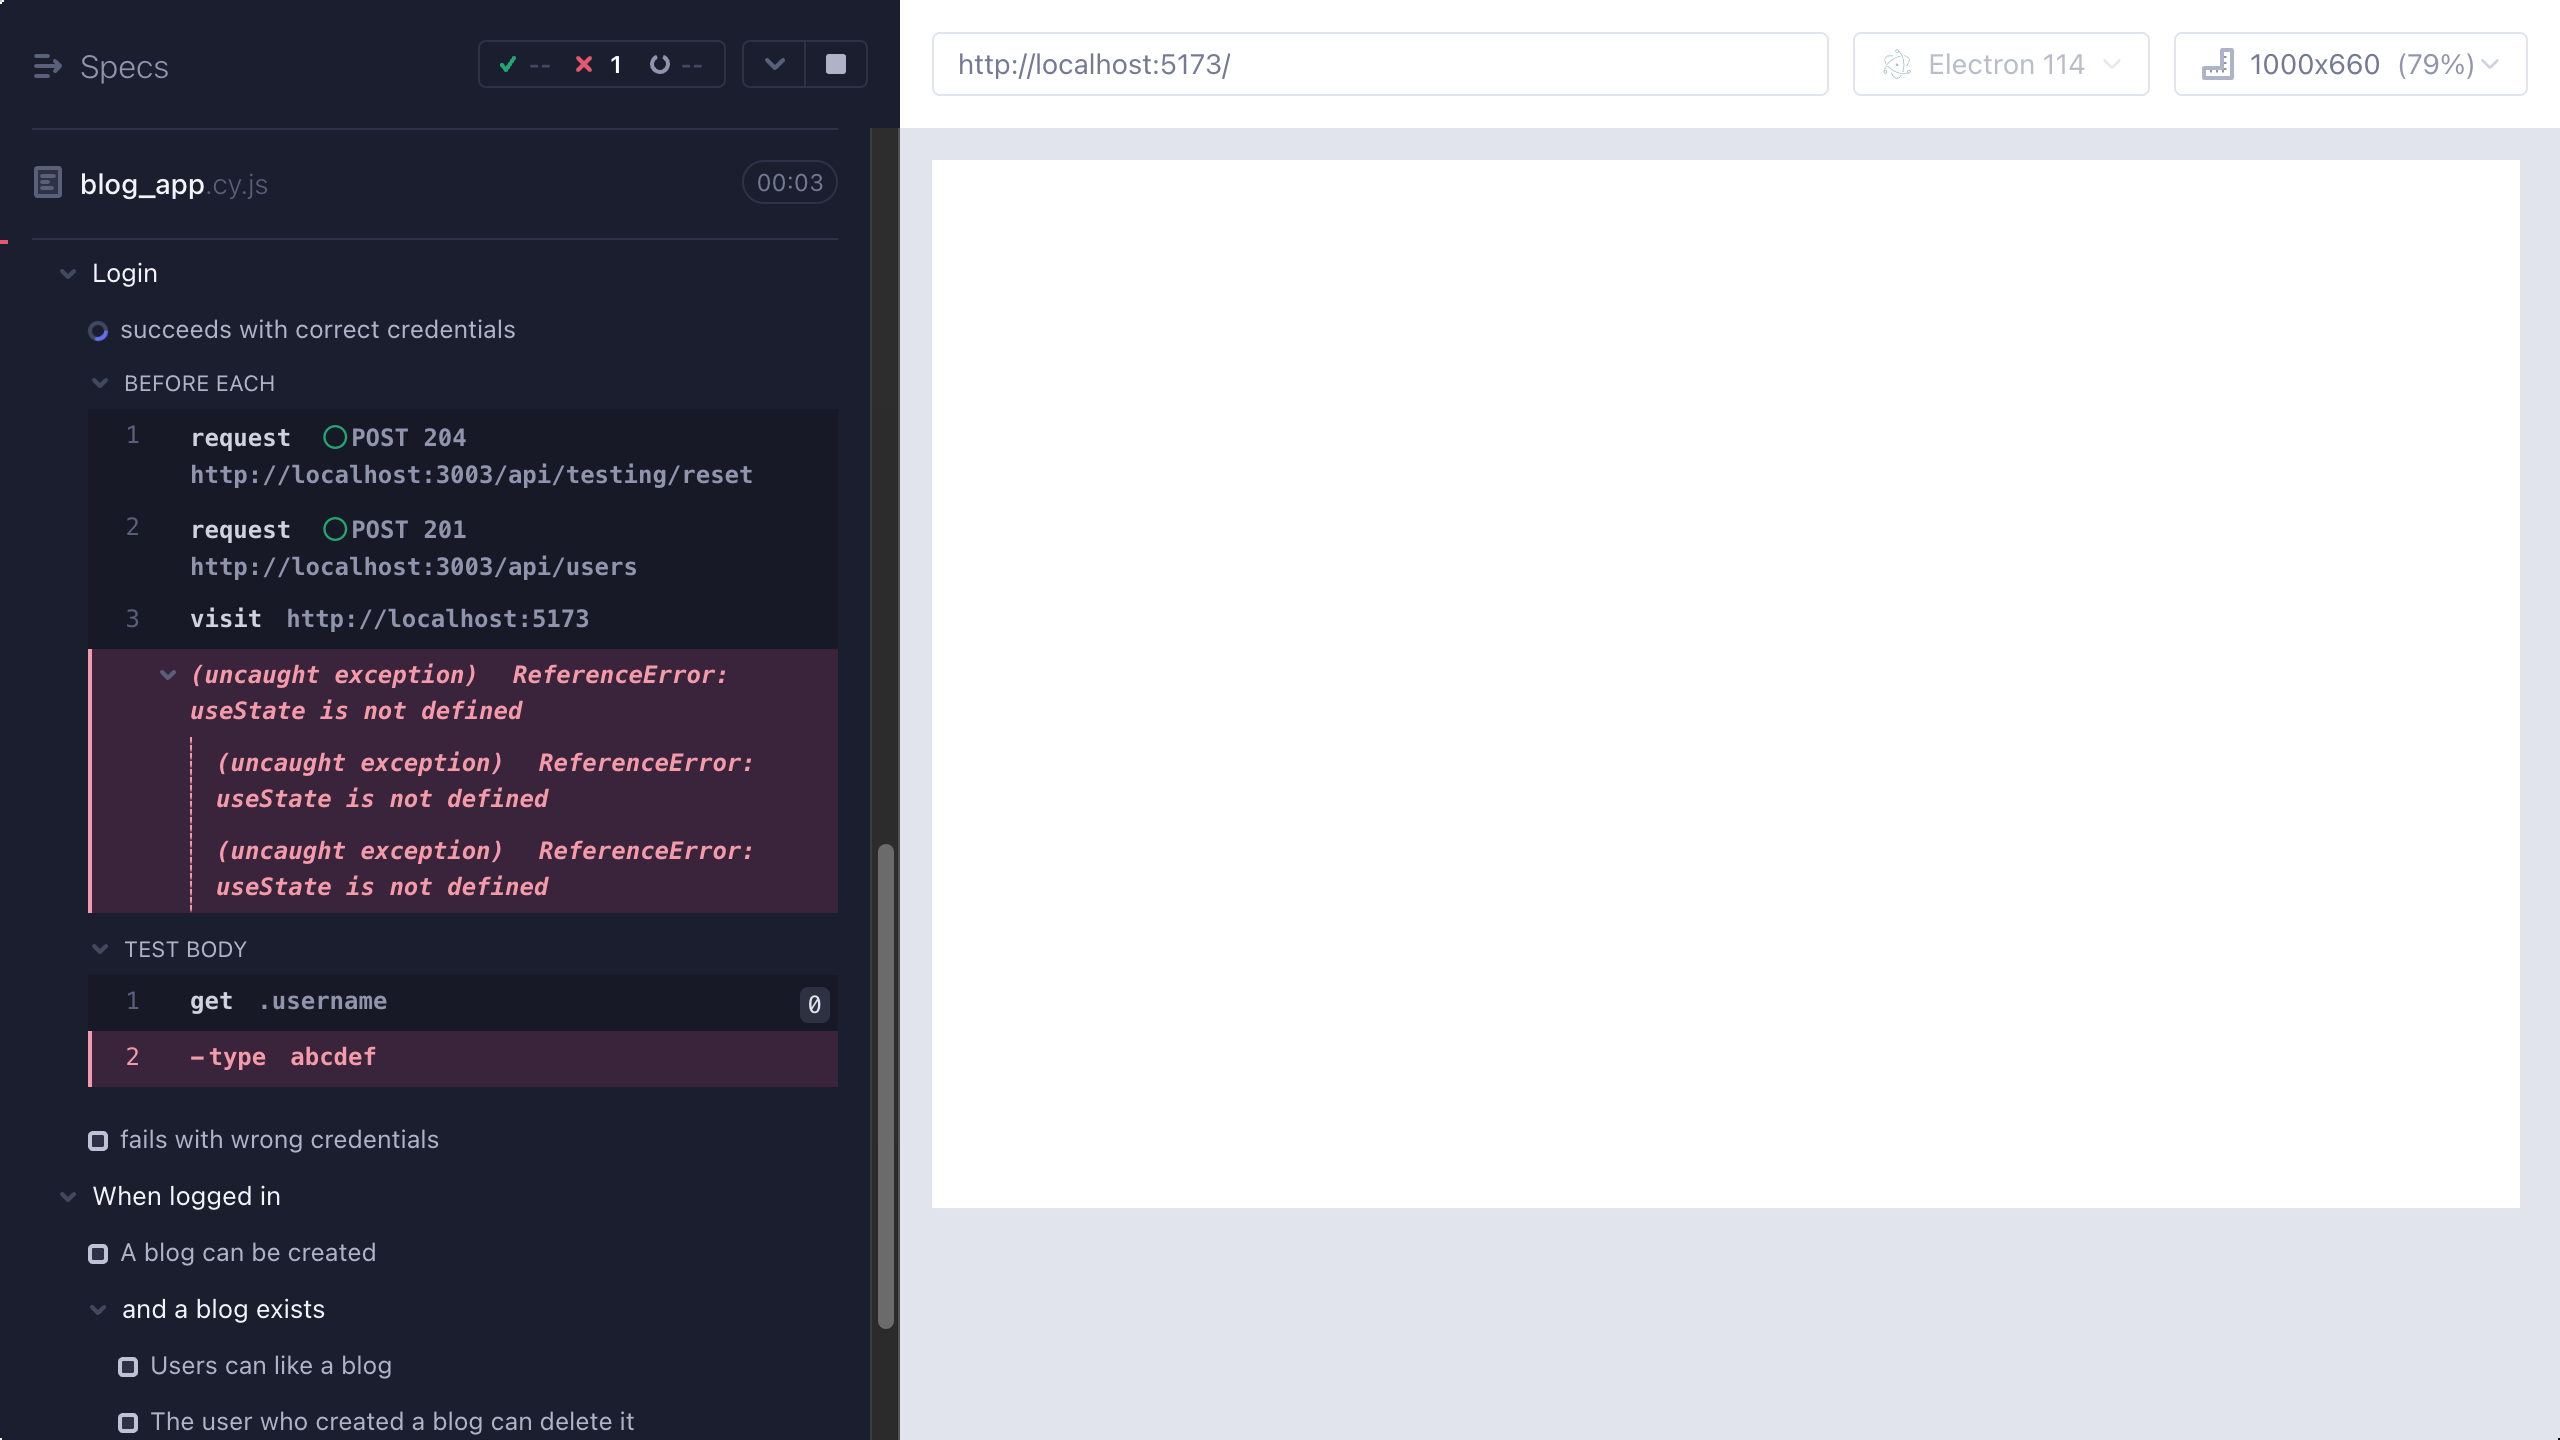 Specs
-- 1 --
blog_app.cy.js 00:03
Login
succeeds with correct credentials
BEFORE EACH
1 request POST 204
http://localhost:3003/api/testing/reset
2 request POST 201
http://localhost:3003/api/users
3 visit http://localhost:5173
(uncaught exception) ReferenceError:
useState is not defined
(uncaught exception) ReferenceError:
useState is not defined
(uncaught exception) ReferenceError:
useState is not defined
TEST BODY
1 get .username 0
2 -type abcdef
fails with wrong credentials
When logged in
A blog can be created
and a blog exists
Users can like a blog
The user who created a blog can delete it
http://localhost:5173/
Electron 114
1000x660 (79%)